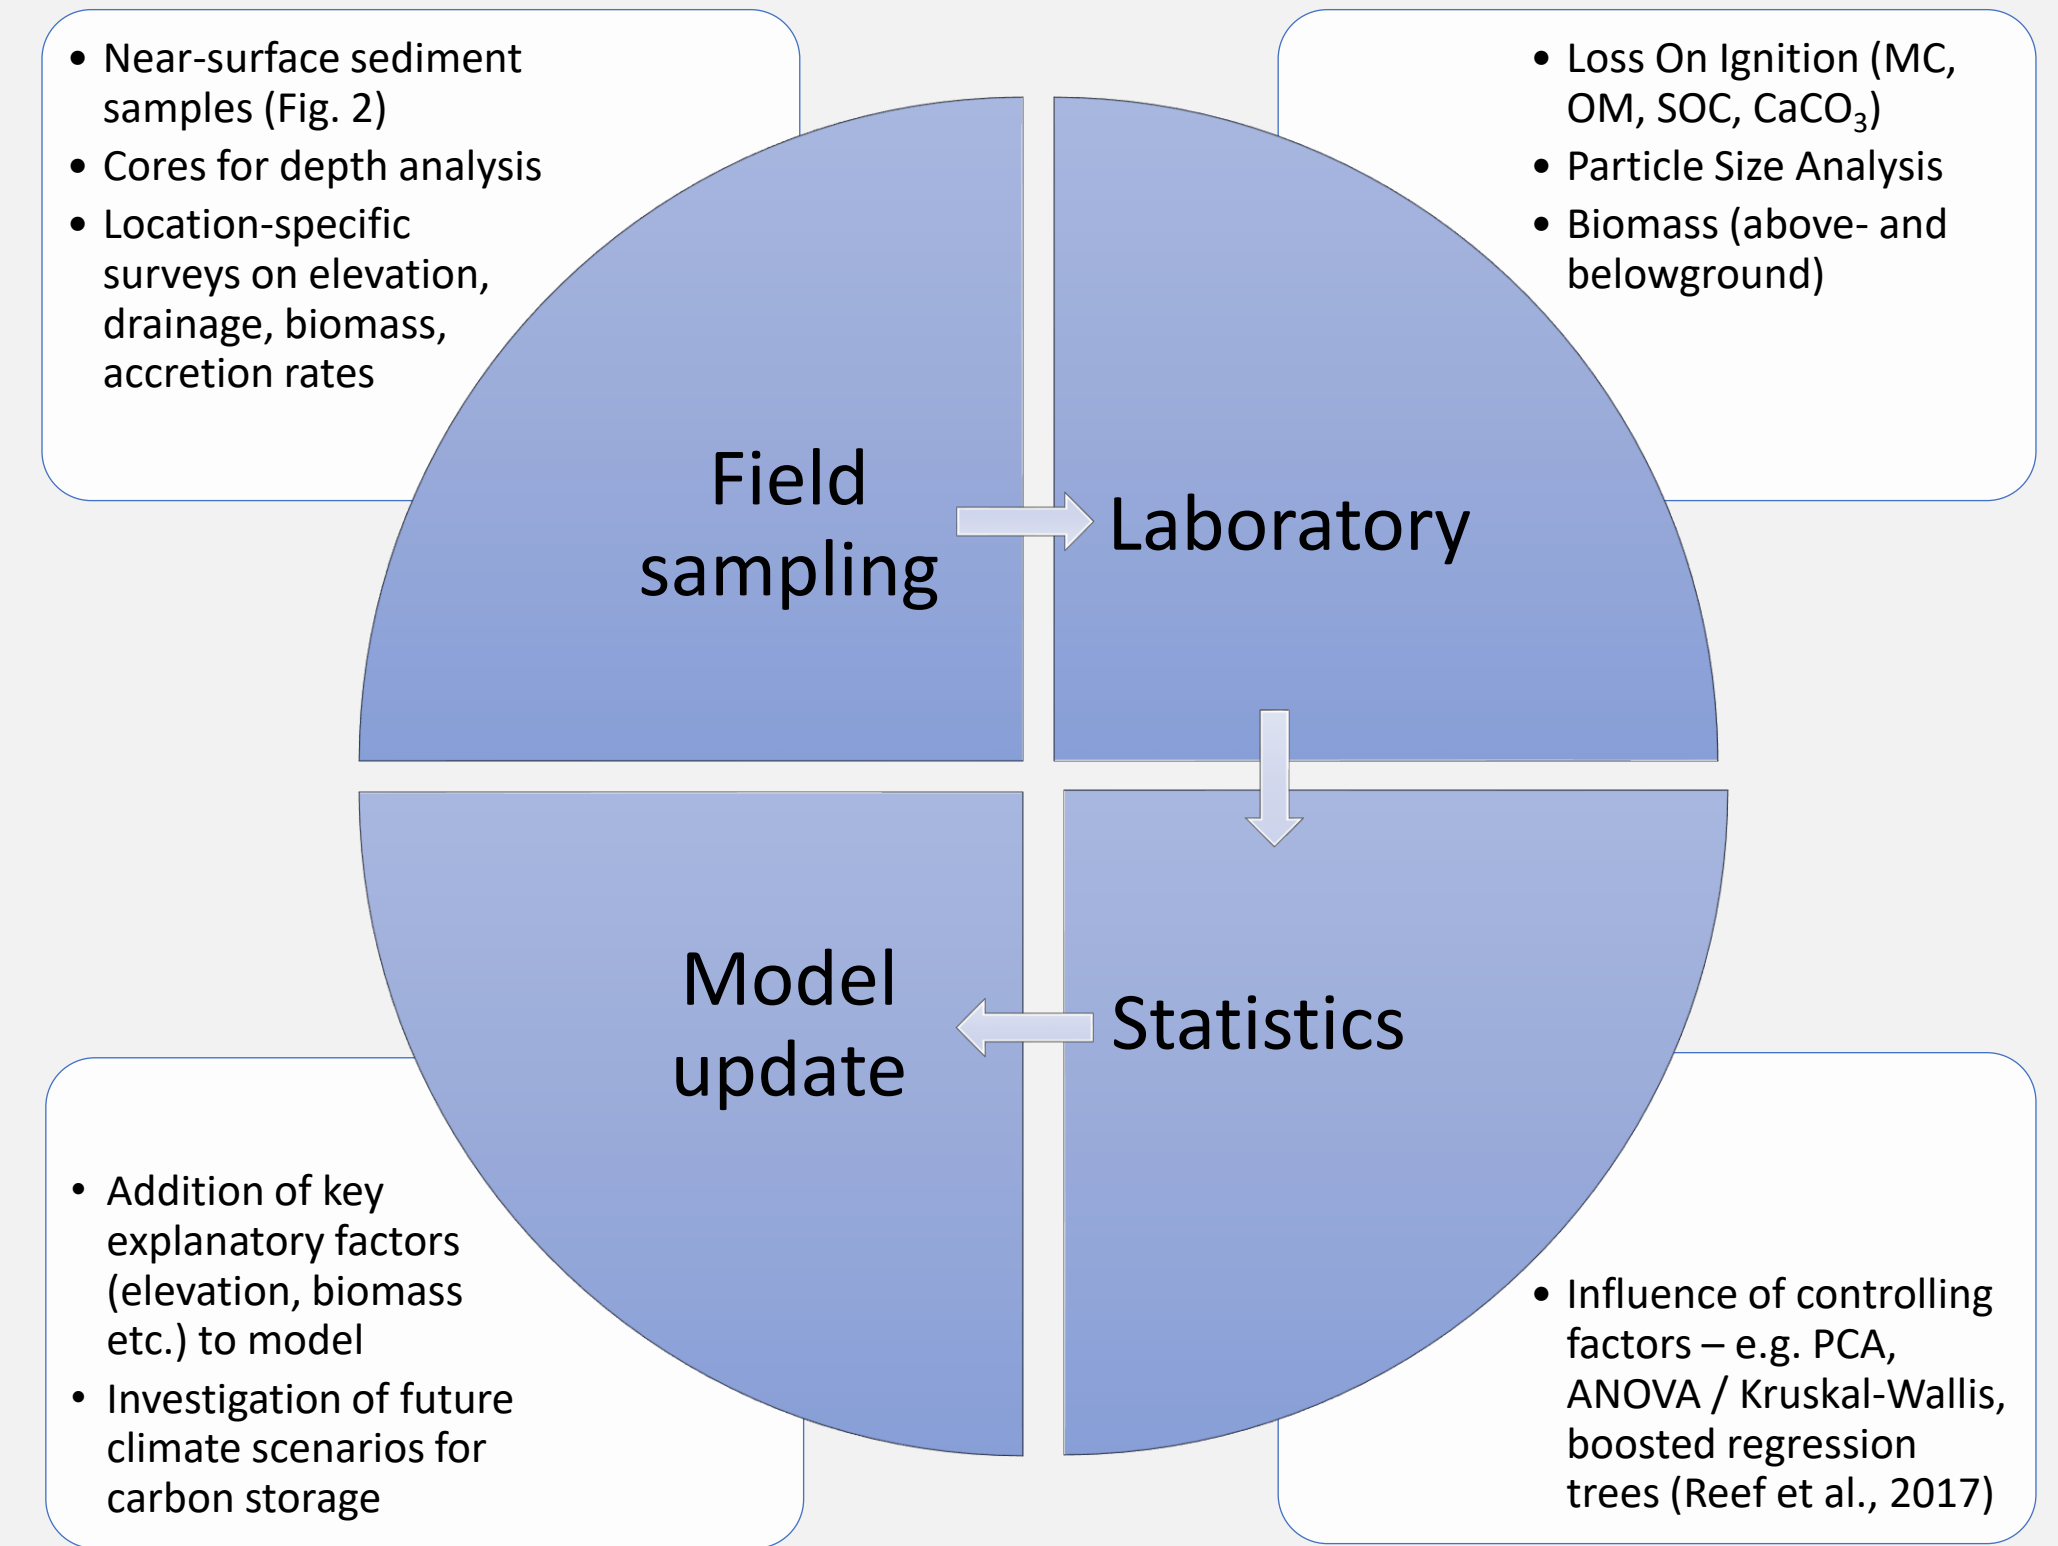 • Near-surface sediment
samples (Fig. 2)
• Cores for depth analysis
• Location-specific
surveys on elevation,
drainage, biomass,
accretion rates
• Loss On Ignition (MC,
OM, SOC, CaCO₃)
• Particle Size Analysis
• Biomass (above- and
belowground)
Field
sampling
Laboratory
Model
update
Statistics
• Addition of key
explanatory factors
(elevation, biomass
etc.) to model
• Investigation of future
climate scenarios for
carbon storage
• Influence of controlling
factors – e.g. PCA,
ANOVA / Kruskal-Wallis,
boosted regression
trees (Reef et al., 2017)